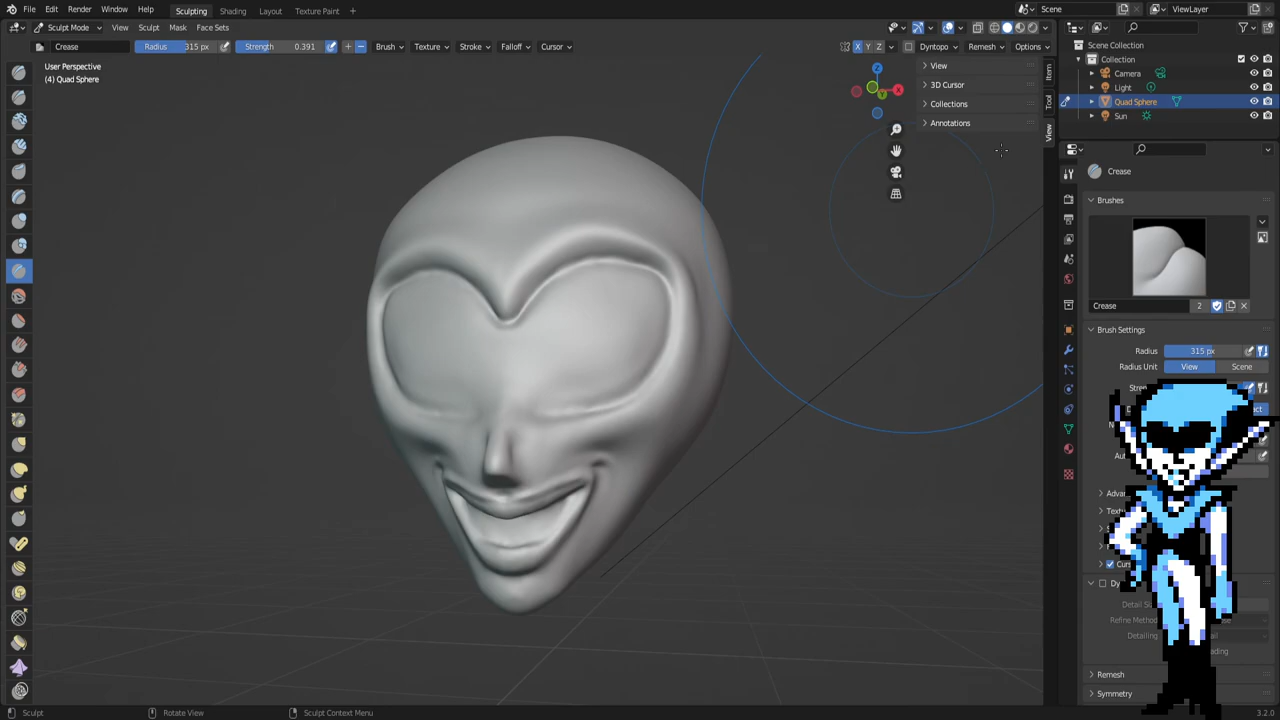 File Edit Render Window Help Sculpting Shading Layout Texture Paint Scene ViewLayer
Sculpt Mode View Sculpt Mask Face Sets
Crease Radius 315 px Strength 0.391 Brush Texture Stroke Falloff Cursor X Y Z Dyntopo Remesh Options
User Perspective
(4) Quad Sphere
Z
X
Y
View
3D Cursor
Collections
Annotations
Item
Tool
View
Scene Collection
Collection
Camera
Light
Quad Sphere
Sun
Crease
Brushes
Crease 2
Brush Settings
Radius 315 px
Radius Unit View Scene
Remesh
Symmetry
Sculpt Rotate View Sculpt Context Menu 3.2.0